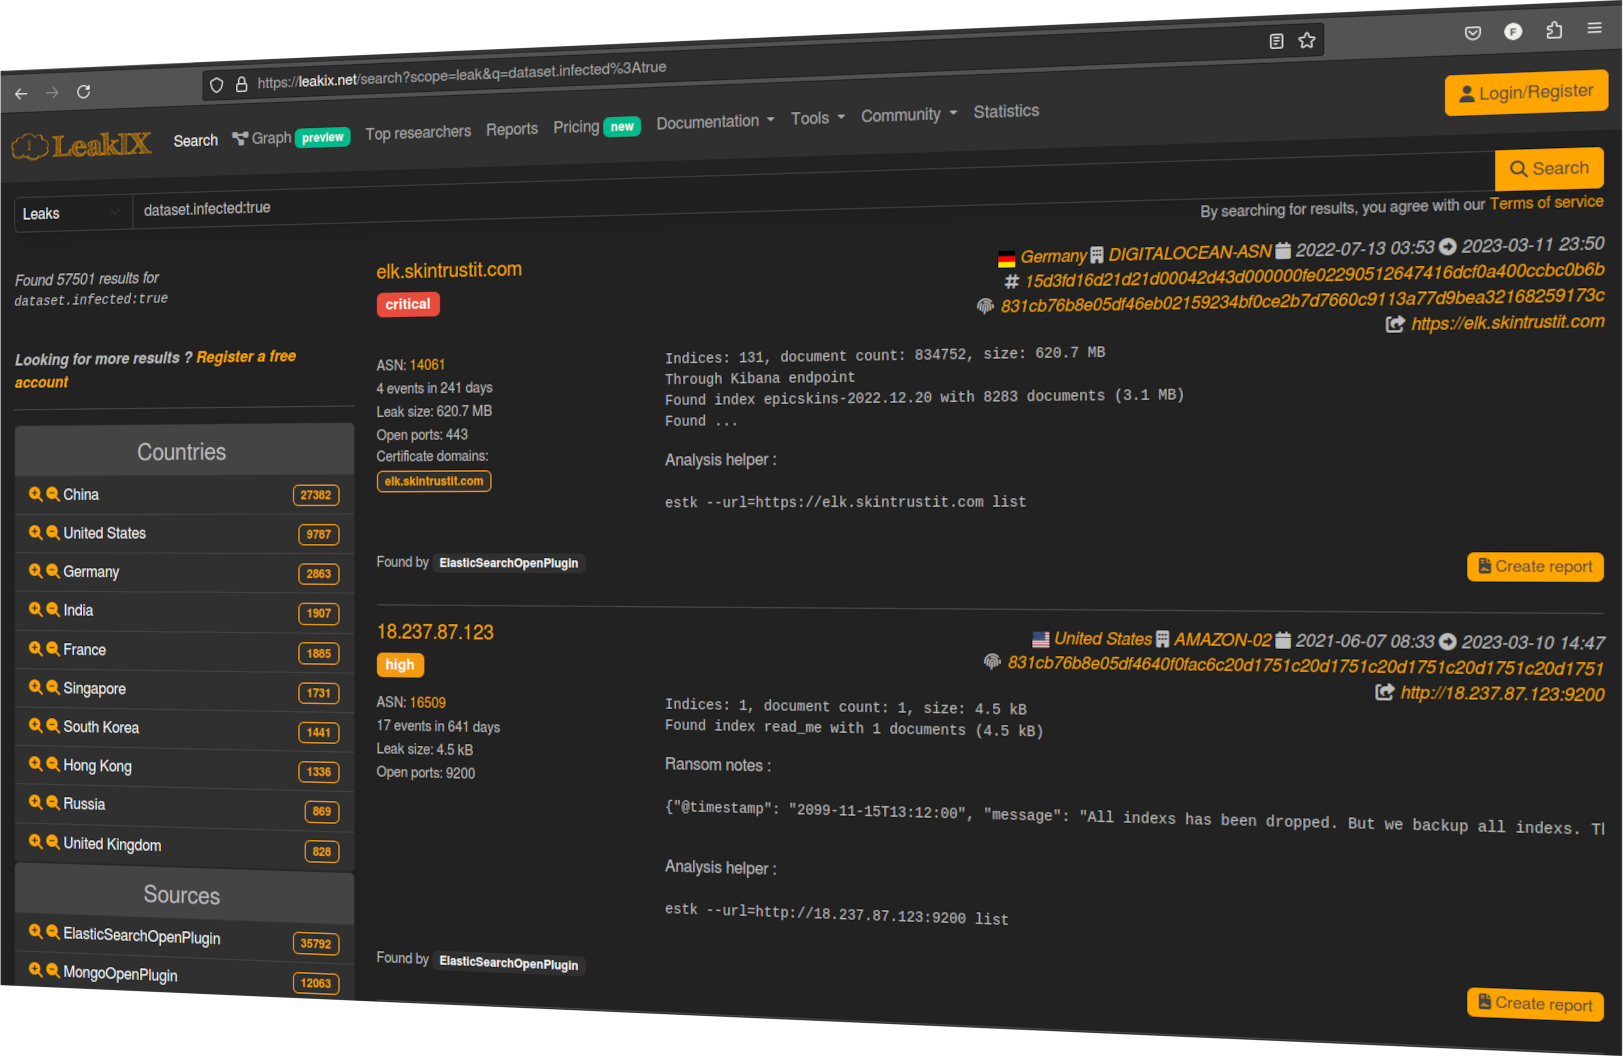 https://leakix.net/search?scope=leak&q=dataset.infected%3Atrue
F
LeakIX
Search
Graph preview
Top researchers
Reports
Pricing new
Documentation
Tools
Community
Statistics
Login/Register
Leaks
dataset.infected:true
Search
By searching for results, you agree with our Terms of service
Found 57501 results for
dataset.infected:true
Looking for more results ? Register a free
account
Countries
China 27382
United States 9787
Germany 2863
India 1907
France 1885
Singapore 1731
South Korea 1441
Hong Kong 1336
Russia 869
United Kingdom 828
Sources
ElasticSearchOpenPlugin 35792
MongoOpenPlugin 12063
elk.skintrustit.com
critical
Germany DIGITALOCEAN-ASN 2022-07-13 03:53 2023-03-11 23:50
15d3fd16d21d21d00042d43d000000fe02290512647416dcf0a400ccbc0b6b
831cb76b8e05df46eb02159234bf0ce2b7d7660c9113a77d9bea32168259173c
https://elk.skintrustit.com
ASN: 14061
4 events in 241 days
Leak size: 620.7 MB
Open ports: 443
Certificate domains:
elk.skintrustit.com
Indices: 131, document count: 834752, size: 620.7 MB
Through Kibana endpoint
Found index epicskins-2022.12.20 with 8283 documents (3.1 MB)
Found ...
Analysis helper :
estk --url=https://elk.skintrustit.com list
Found by ElasticSearchOpenPlugin
Create report
18.237.87.123
high
United States AMAZON-02 2021-06-07 08:33 2023-03-10 14:47
831cb76b8e05df4640f0fac6c20d1751c20d1751c20d1751c20d1751c20d1751
http://18.237.87.123:9200
ASN: 16509
17 events in 641 days
Leak size: 4.5 kB
Open ports: 9200
Indices: 1, document count: 1, size: 4.5 kB
Found index read_me with 1 documents (4.5 kB)
Ransom notes :
{"@timestamp": "2099-11-15T13:12:00", "message": "All indexs has been dropped. But we backup all indexs.
Analysis helper :
estk --url=http://18.237.87.123:9200 list
Found by ElasticSearchOpenPlugin
Create report